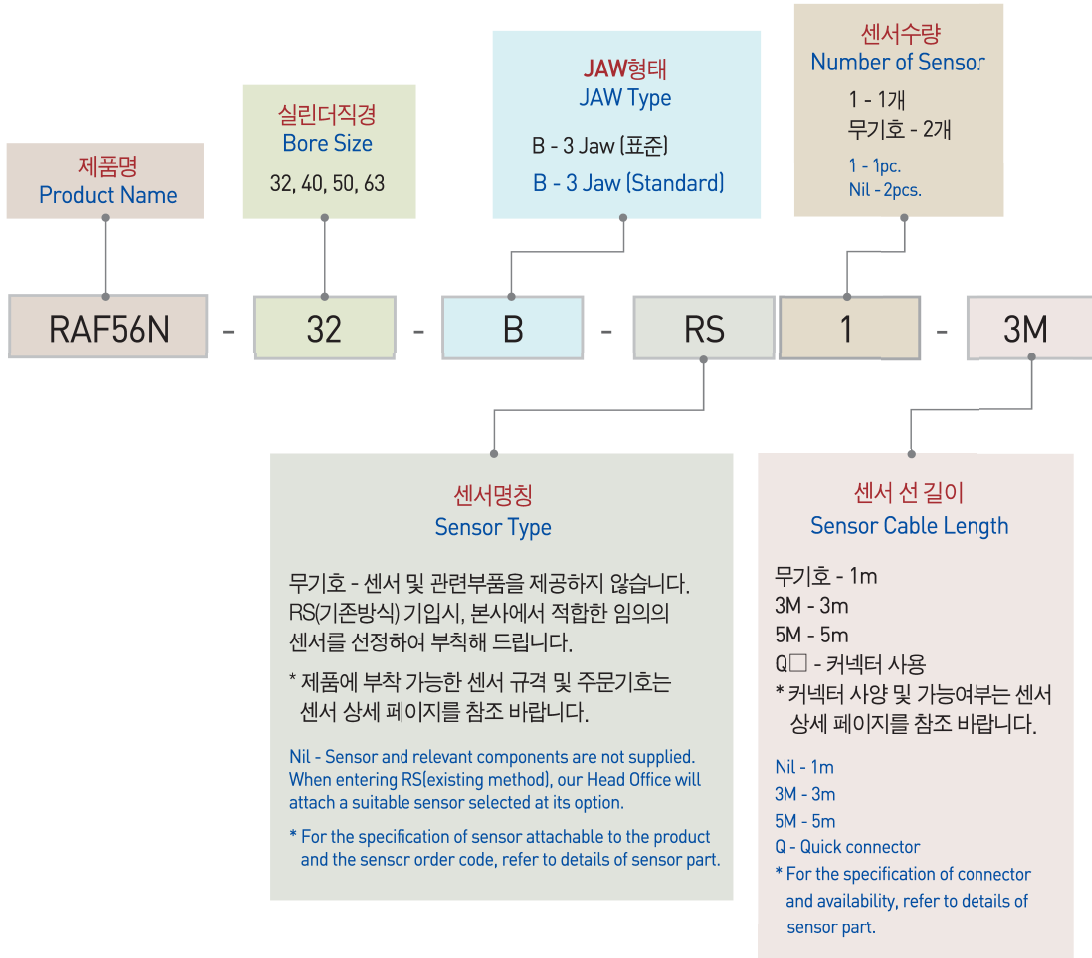 센서수량
Number of Sensor
1 - 1개
무기호 - 2개
1 - 1pc.
Nil - 2pcs.
JAW형태
JAW Type
B - 3 Jaw (표준)
B - 3 Jaw (Standard)
실린더직경
Bore Size
32, 40, 50, 63
제품명
Product Name
RAF56N - 32 - B - RS 1 - 3M
센서명칭
Sensor Type
무기호 - 센서 및 관련부품을 제공하지 않습니다.
RS(기존방식) 기입시, 본사에서 적합한 임의의
센서를 선정하여 부착해 드립니다.
* 제품에 부착 가능한 센서 규격 및 주문기호는
센서 상세 페이지를 참조 바랍니다.
Nil - Sensor and relevant components are not supplied.
When entering RS(existing method), our Head Office will
attach a suitable sensor selected at its option.
* For the specification of sensor attachable to the product
and the sensor order code, refer to details of sensor part.
센서 선 길이
Sensor Cable Length
무기호 - 1m
3M - 3m
5M - 5m
Q□ - 커넥터 사용
* 커넥터 사양 및 가능여부는 센서
상세 페이지를 참조 바랍니다.
Nil - 1m
3M - 3m
5M - 5m
Q - Quick connector
* For the specification of connector
and availability, refer to details of
sensor part.